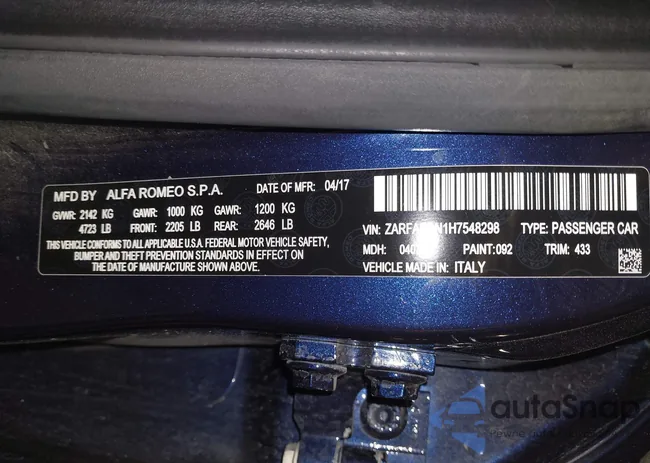 MFD BY ALFA ROMEO S.P.A. DATE OF MFR: 04/17
GVWR: 2142 KG GAWR: 1000 KG GAWR: 1200 KG
4723 LB FRONT: 2205 LB REAR: 2646 LB
THIS VEHICLE CONFORMS TO ALL APPLICABLE U.S.A. FEDERAL MOTOR VEHICLE SAFETY,
BUMPER AND THEFT PREVENTION STANDARDS IN EFFECT ON
THE DATE OF MANUFACTURE SHOWN ABOVE.
VIN: TYPE: PASSENGER CAR
MDH: PAINT: 092 TRIM: 433
VEHICLE MADE IN: ITALY
autoSnap